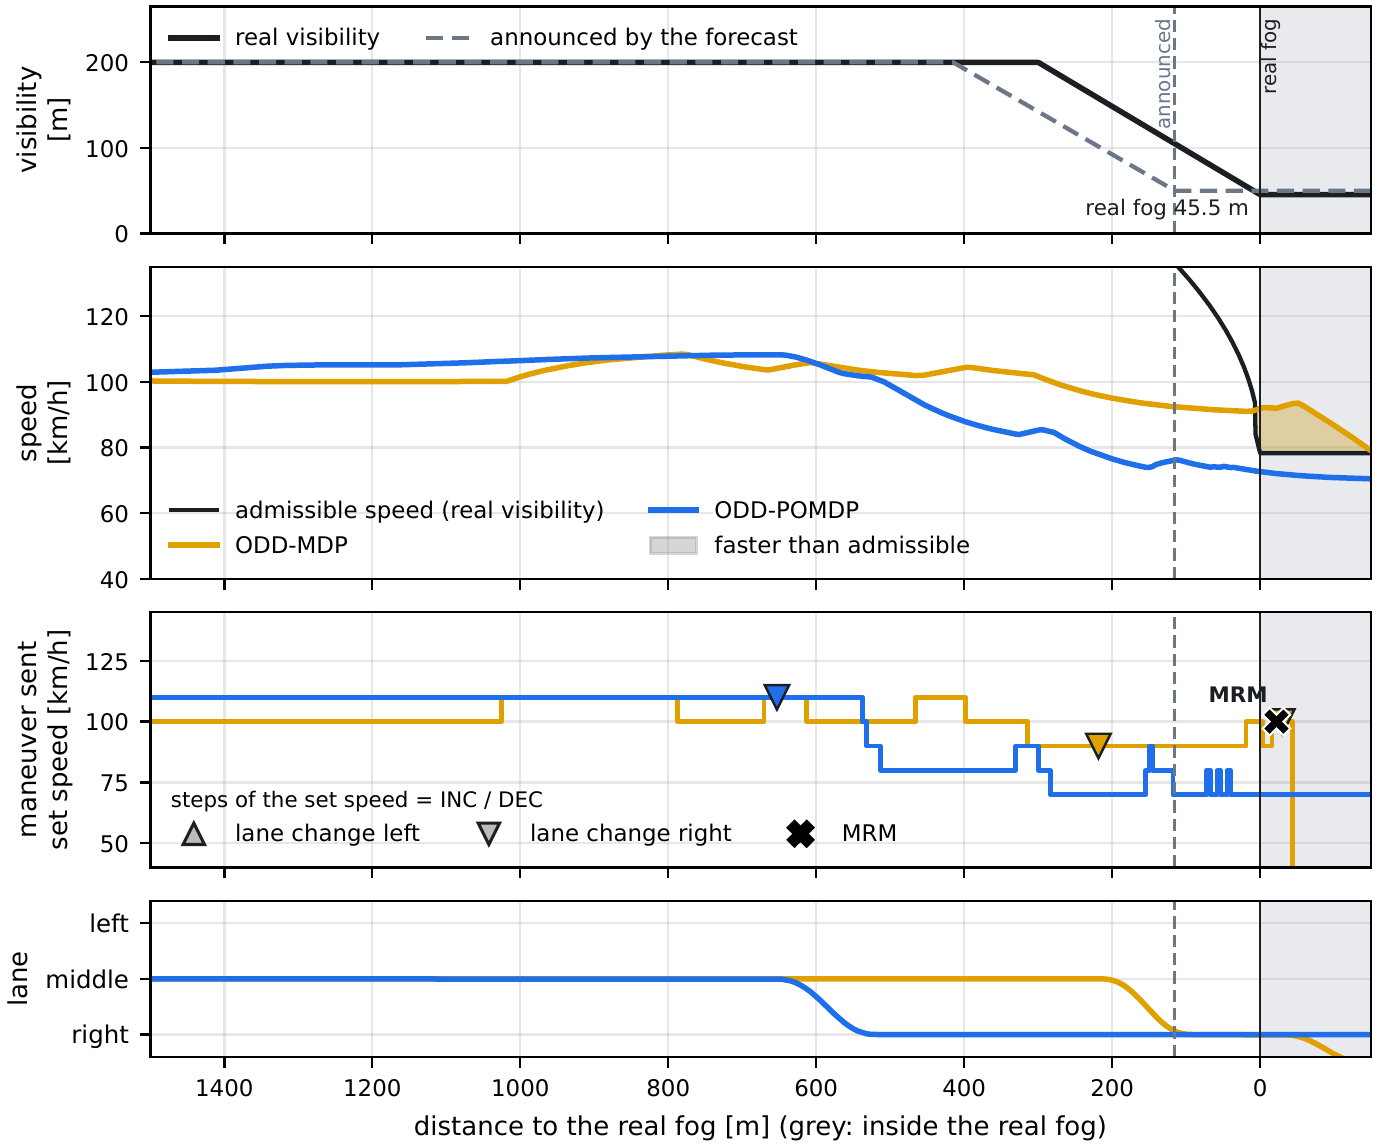 real visibility
announced by the forecast
announced
real fog
200
100
0
visibility
[m]
real fog 45.5 m
120
100
80
60
40
speed
[km/h]
admissible speed (real visibility)
ODD-POMDP
ODD-MDP
faster than admissible
125
100
75
50
maneuver sent
set speed [km/h]
MRM
steps of the set speed = INC / DEC
lane change left
lane change right
MRM
left
middle
right
lane
1400
1200
1000
800
600
400
200
0
distance to the real fog [m] (grey: inside the real fog)